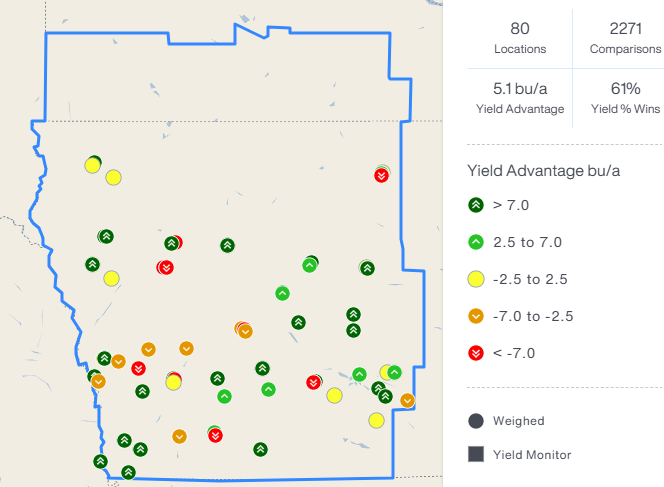 80
Locations
2271
Comparisons
5.1 bu/a
Yield Advantage
61%
Yield % Wins
Yield Advantage bu/a
> 7.0
2.5 to 7.0
-2.5 to 2.5
-7.0 to -2.5
< -7.0
Weighed
Yield Monitor